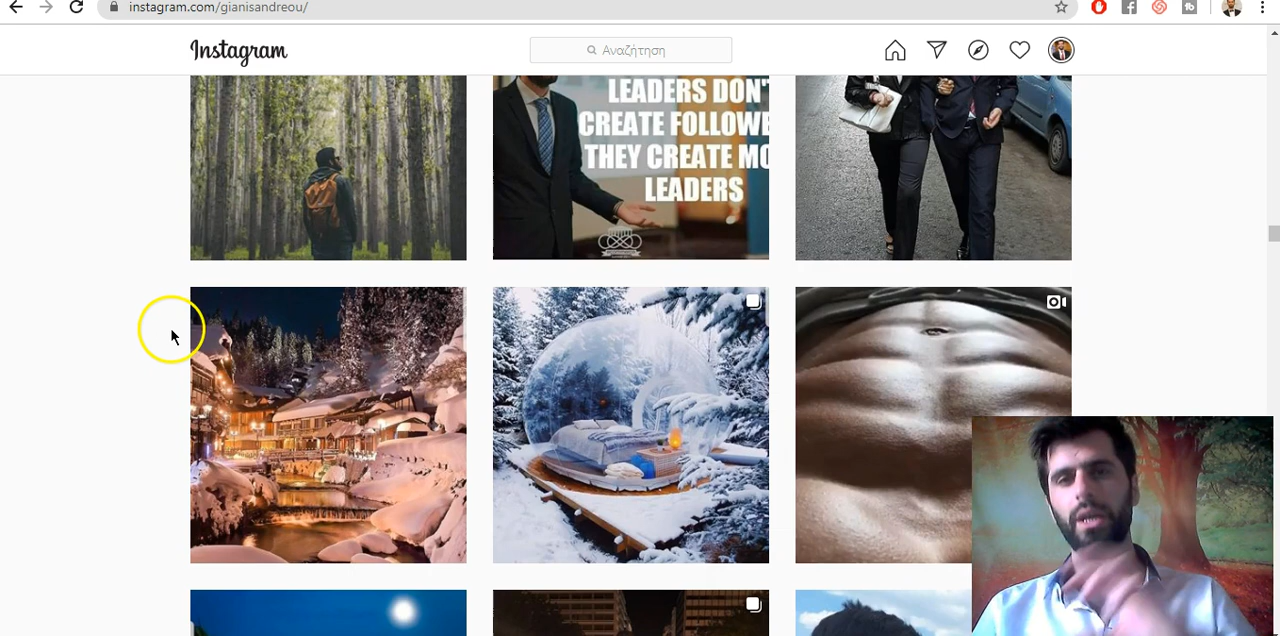 instagram.com/gianisandreou/
Instagram
Αναζήτηση
LEADERS DON'
CREATE FOLLOWE
THEY CREATE MO
LEADERS